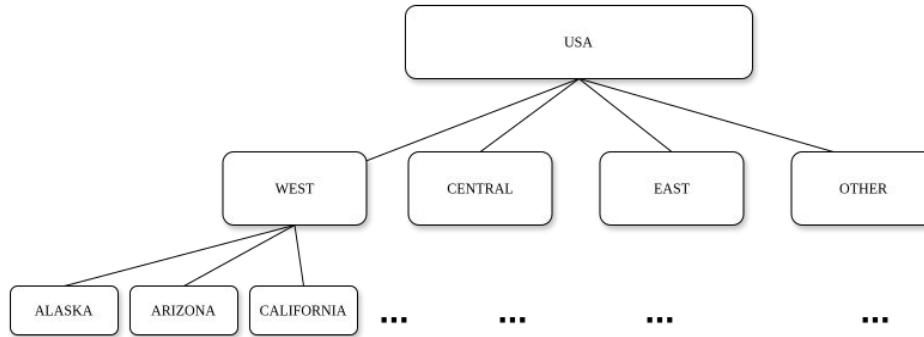 USA
WEST
CENTRAL
EAST
OTHER
ALASKA
ARIZONA
CALIFORNIA
...
...
...
...